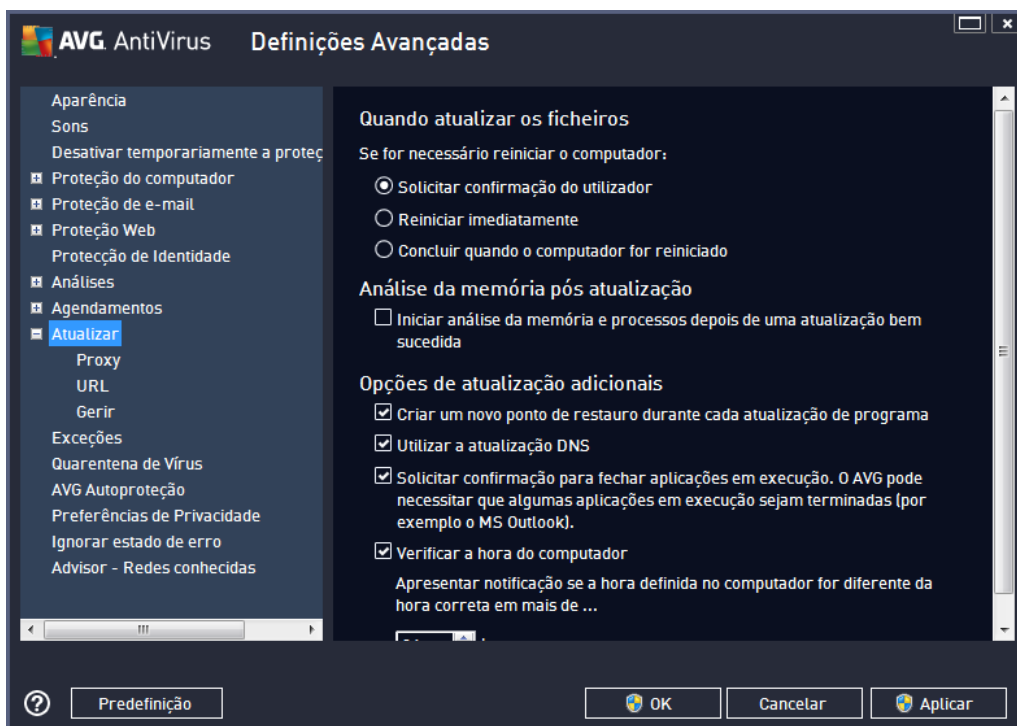 AVG. AntiVirus Definições Avançadas
Aparência
Sons
Desativar temporariamente a proteç
Proteção do computador
Proteção de e-mail
Proteção Web
Protecção de Identidade
Análises
Agendamentos
Atualizar
Proxy
URL
Gerir
Exceções
Quarentena de Vírus
AVG Autoproteção
Preferências de Privacidade
Ignorar estado de erro
Advisor - Redes conhecidas
Quando atualizar os ficheiros
Se for necessário reiniciar o computador:
Solicitar confirmação do utilizador
Reiniciar imediatamente
Concluir quando o computador for reiniciado
Análise da memória pós atualização
Iniciar análise da memória e processos depois de uma atualização bem
sucedida
Opções de atualização adicionais
Criar um novo ponto de restauro durante cada atualização de programa
Utilizar a atualização DNS
Solicitar confirmação para fechar aplicações em execução. O AVG pode
necessitar que algumas aplicações em execução sejam terminadas (por
exemplo o MS Outlook).
Verificar a hora do computador
Apresentar notificação se a hora definida no computador for diferente da
hora correta em mais de ...
Predefinição
OK
Cancelar
Aplicar